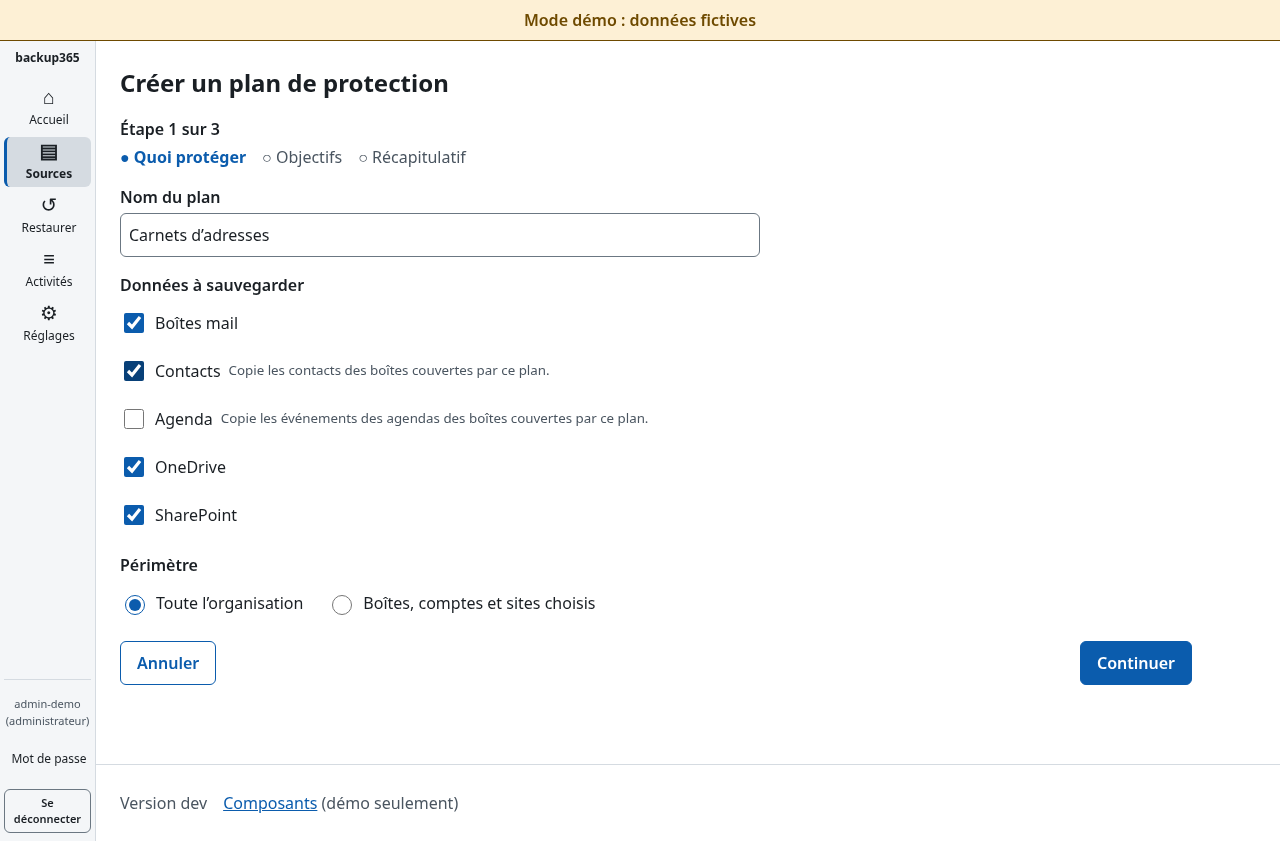 Mode démo : données fictives
backup365
Accueil
Sources
Restaurer
Activités
Réglages
admin-demo
(administrateur)
Mot de passe
Se
déconnecter
Créer un plan de protection
Étape 1 sur 3
● Quoi protéger ○ Objectifs ○ Récapitulatif
Nom du plan
Carnets d’adresses
Données à sauvegarder
Boîtes mail
Contacts Copie les contacts des boîtes couvertes par ce plan.
Agenda Copie les événements des agendas des boîtes couvertes par ce plan.
OneDrive
SharePoint
Périmètre
Toute l’organisation Boîtes, comptes et sites choisis
Annuler Continuer
Version dev Composants (démo seulement)